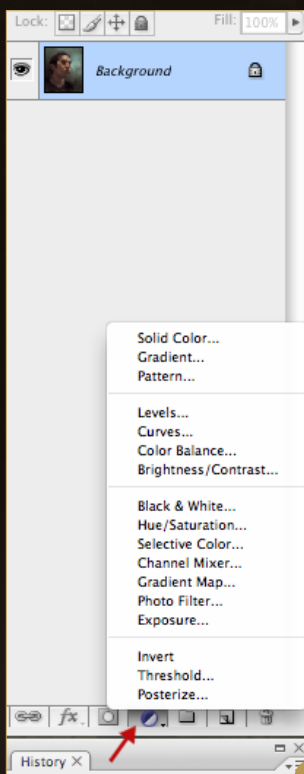 Lock: Fill: 100%
Background
Solid Color...
Gradient...
Pattern...
Levels...
Curves...
Color Balance...
Brightness/Contrast...
Black & White...
Hue/Saturation...
Selective Color...
Channel Mixer...
Gradient Map...
Photo Filter...
Exposure...
Invert
Threshold...
Posterize...
fx.
History ×